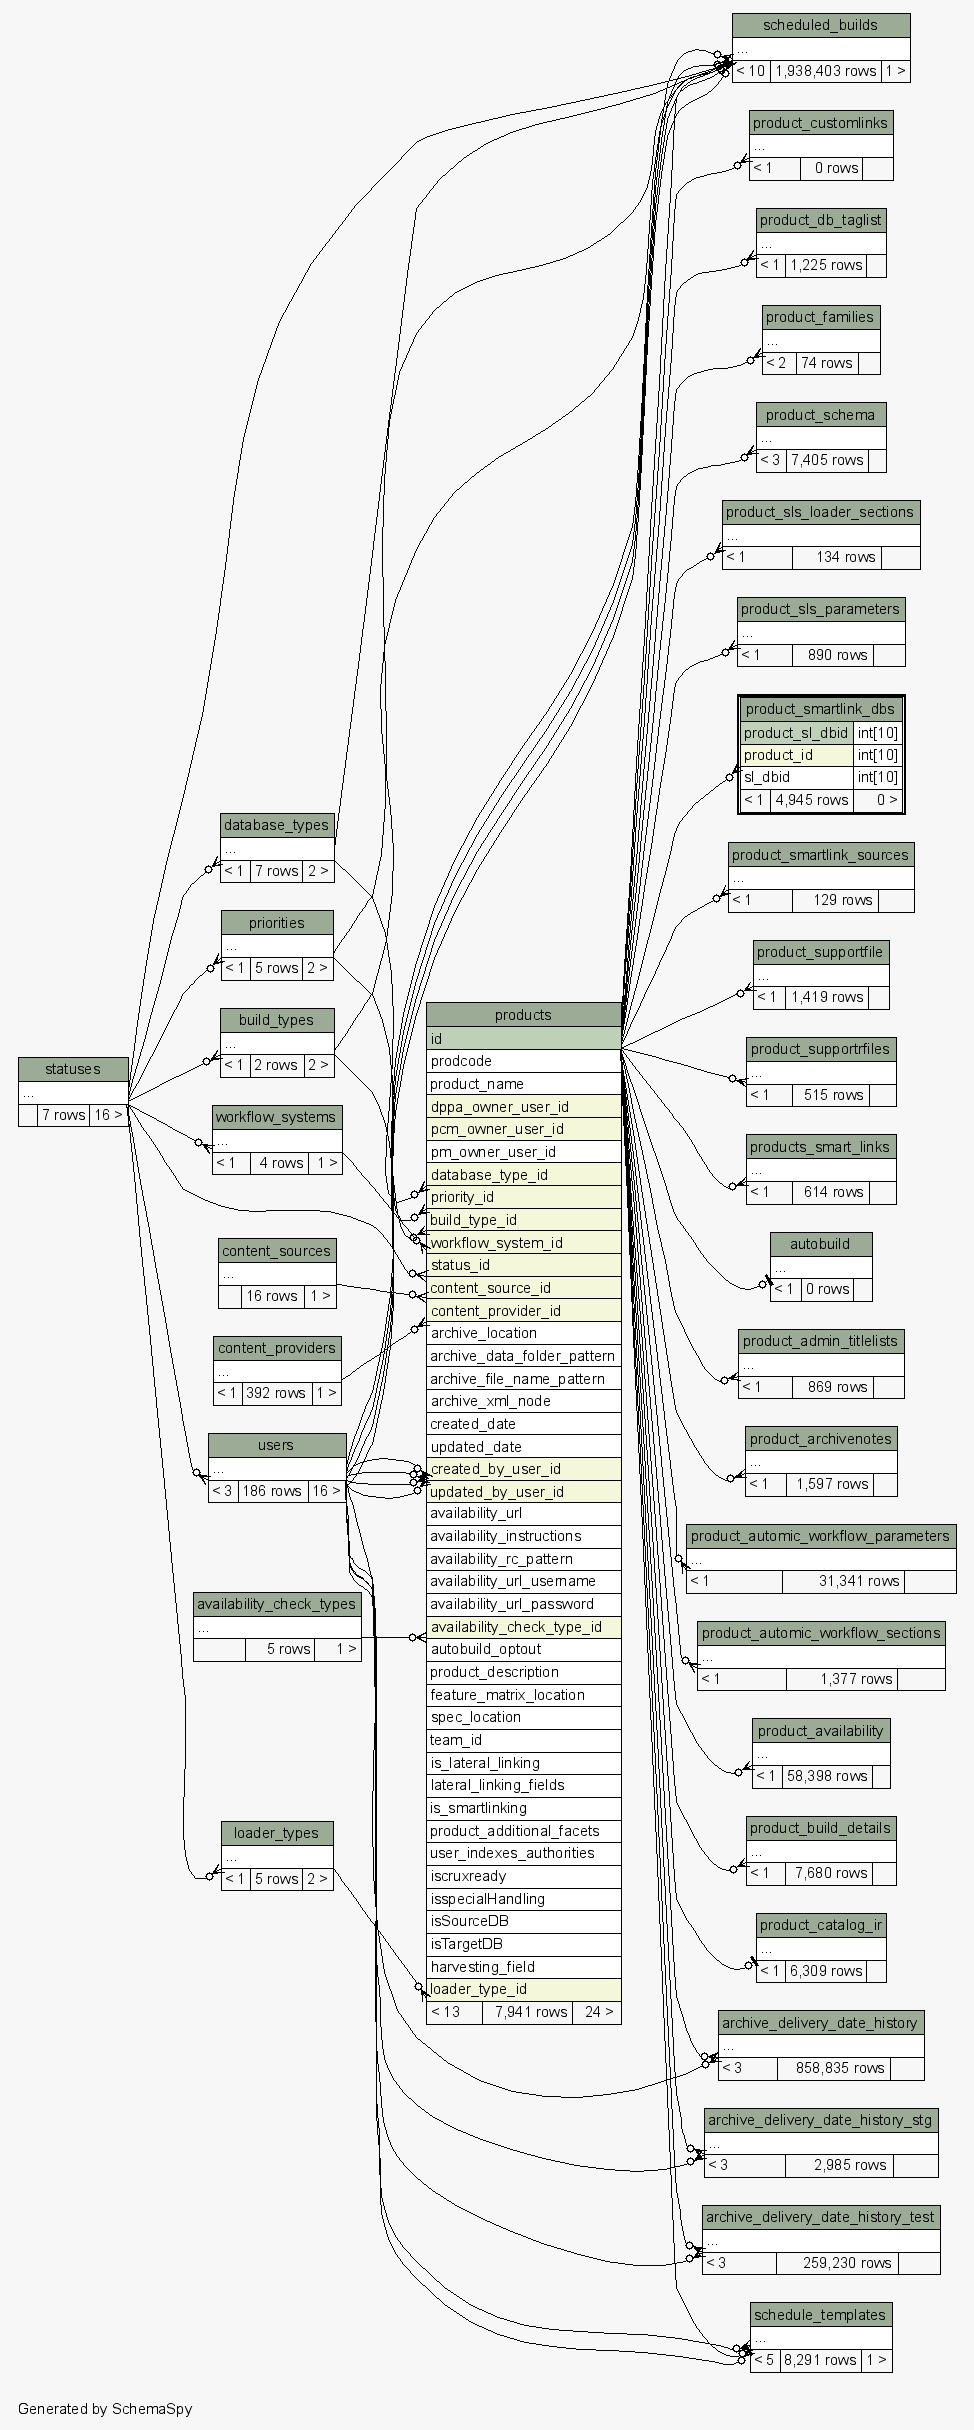 scheduled_builds
...
< 10 1,938,403 rows 1 >
product_customlinks
...
< 1 0 rows
product_db_taglist
...
< 1 1,225 rows
product_families
...
< 2 74 rows
product_schema
...
< 3 7,405 rows
product_sls_loader_sections
...
< 1 134 rows
product_sls_parameters
...
< 1 890 rows
product_smartlink_dbs
product_sl_dbid int[10]
product_id int[10]
sl_dbid int[10]
< 1 4,945 rows 0 >
product_smartlink_sources
...
< 1 129 rows
product_supportfile
...
< 1 1,419 rows
product_supportrfiles
...
< 1 515 rows
products_smart_links
...
< 1 614 rows
autobuild
...
< 1 0 rows
product_admin_titlelists
...
< 1 869 rows
product_archivenotes
...
< 1 1,597 rows
product_automic_workflow_parameters
...
< 1 31,341 rows
product_automic_workflow_sections
...
< 1 1,377 rows
product_availability
...
< 1 58,398 rows
product_build_details
...
< 1 7,680 rows
product_catalog_ir
...
< 1 6,309 rows
archive_delivery_date_history
...
< 3 858,835 rows
archive_delivery_date_history_stg
...
< 3 2,985 rows
archive_delivery_date_history_test
...
< 3 259,230 rows
schedule_templates
...
< 5 8,291 rows 1 >
database_types
...
< 1 7 rows 2 >
priorities
...
< 1 5 rows 2 >
build_types
...
< 1 2 rows 2 >
statuses
...
7 rows 16 >
workflow_systems
...
< 1 4 rows 1 >
content_sources
...
16 rows 1 >
content_providers
...
< 1 392 rows 1 >
users
...
< 3 186 rows 16 >
availability_check_types
...
5 rows 1 >
loader_types
...
< 1 5 rows 2 >
products
id
prodcode
product_name
dppa_owner_user_id
pcm_owner_user_id
pm_owner_user_id
database_type_id
priority_id
build_type_id
workflow_system_id
status_id
content_source_id
content_provider_id
archive_location
archive_data_folder_pattern
archive_file_name_pattern
archive_xml_node
created_date
updated_date
created_by_user_id
updated_by_user_id
availability_url
availability_instructions
availability_rc_pattern
availability_url_username
availability_url_password
availability_check_type_id
autobuild_optout
product_description
feature_matrix_location
spec_location
team_id
is_lateral_linking
lateral_linking_fields
is_smartlinking
product_additional_facets
user_indexes_authorities
iscruxready
isspecialHandling
isSourceDB
isTargetDB
harvesting_field
loader_type_id
< 13 7,941 rows 24 >
Generated by SchemaSpy